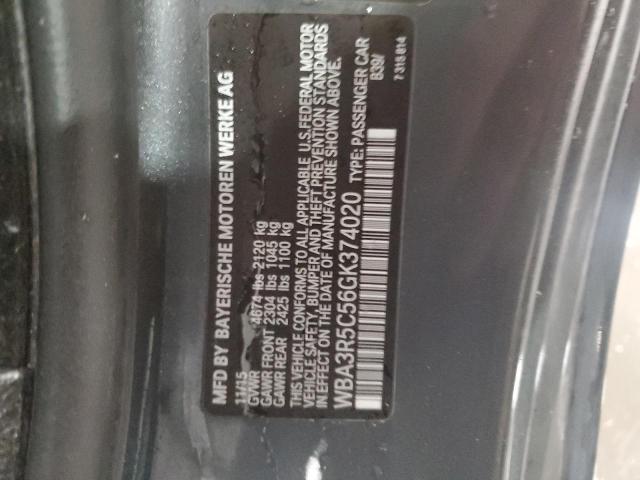 MFD BY BAYERISCHE MOTOREN WERKE AG
11/15
GVWR 4674 lbs 2120 kg
GAWR FRONT 2304 lbs 1045 kg
GAWR REAR 2425 lbs 1100 kg
THIS VEHICLE CONFORMS TO ALL APPLICABLE U.S. FEDERAL MOTOR
VEHICLE SAFETY, BUMPER AND THEFT PREVENTION STANDARDS
IN EFFECT ON THE DATE OF MANUFACTURE SHOWN ABOVE.
WBA3R5C56GK374020 TYPE: PASSENGER CAR
B39/
7 318 814